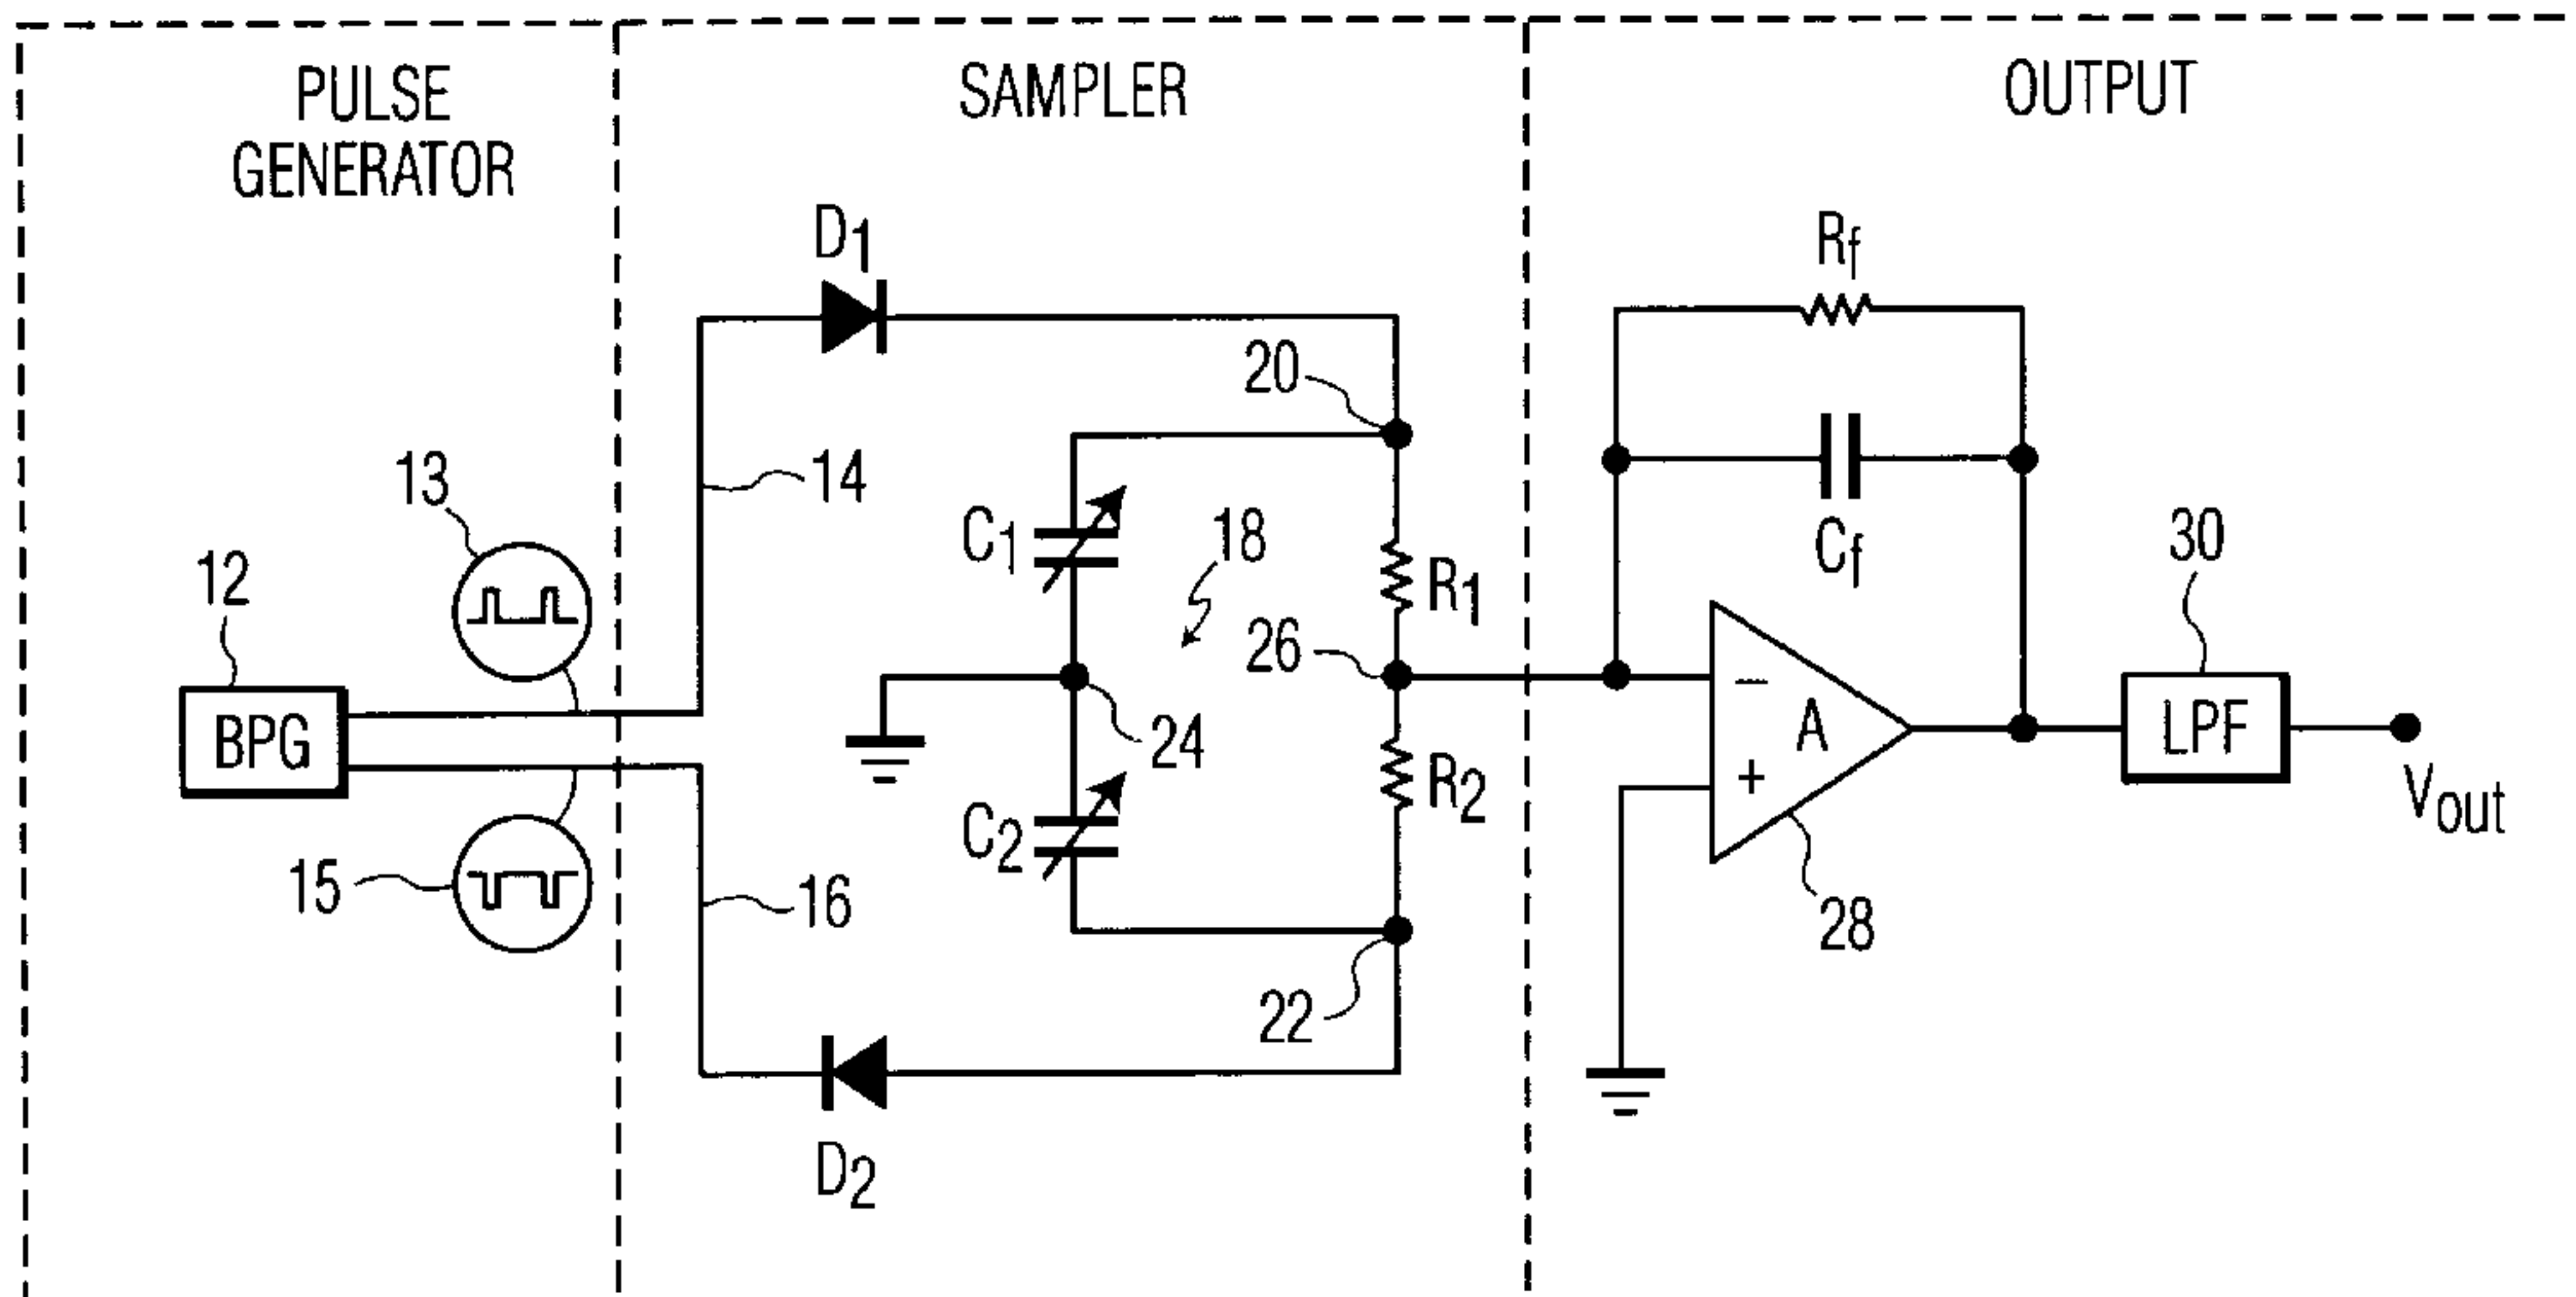 PULSE
GENERATOR
SAMPLER
OUTPUT
D1
Rf
20
14
13
Cf
C1
18
30
12
R1
26
BPG
24
A
LPF
−
+
R2
Vout
C2
15
16
28
22
D2